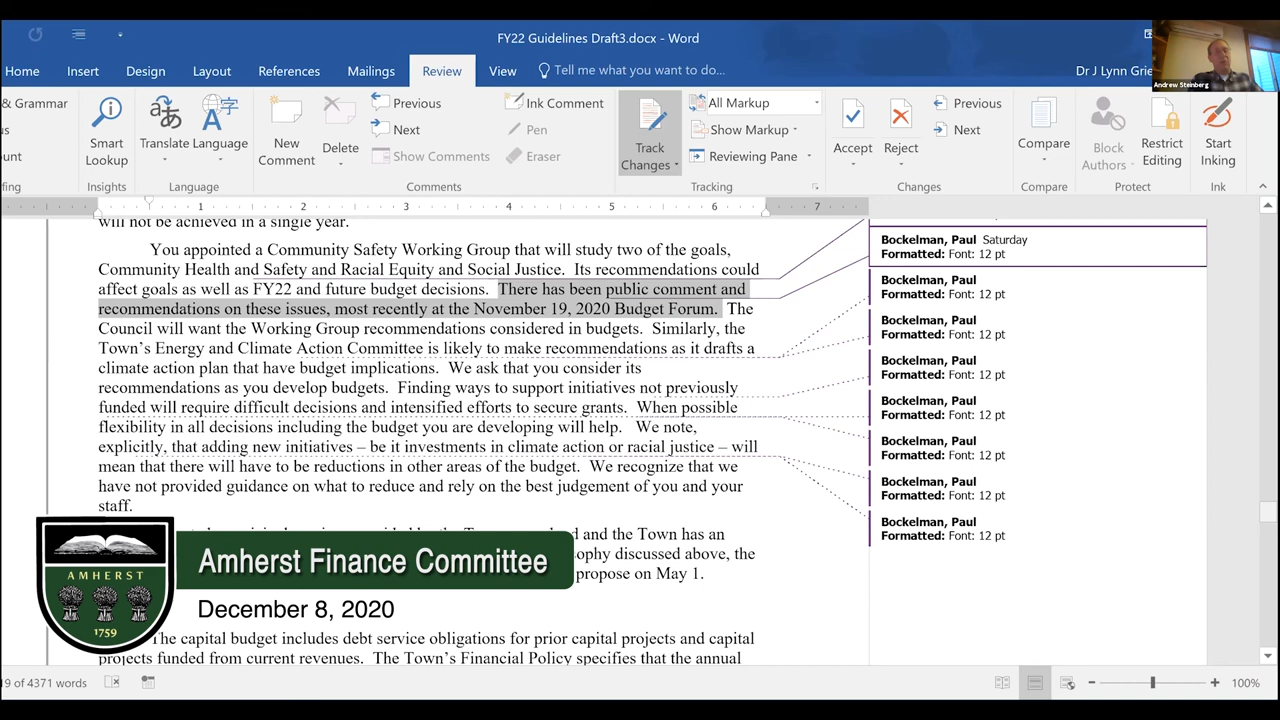 FY22 Guidelines Draft3.docx - Word
Home Insert Design Layout References Mailings Review View Tell me what you want to do... Dr J Lynn Grie
Andrew Steinberg
& Grammar
Smart Lookup
Insights
Translate Language
Language
New Comment
Delete
Previous
Next
Show Comments
Ink Comment
Pen
Eraser
Comments
Track Changes
All Markup
Show Markup
Reviewing Pane
Tracking
Accept
Reject
Previous
Next
Changes
Compare
Compare
Block Authors
Restrict Editing
Protect
Start Inking
Ink
1 2 3 4 5 6 7
will not be achieved in a single year.
You appointed a Community Safety Working Group that will study two of the goals,
Community Health and Safety and Racial Equity and Social Justice. Its recommendations could
affect goals as well as FY22 and future budget decisions. There has been public comment and
recommendations on these issues, most recently at the November 19, 2020 Budget Forum. The
Council will want the Working Group recommendations considered in budgets. Similarly, the
Town's Energy and Climate Action Committee is likely to make recommendations as it drafts a
climate action plan that have budget implications. We ask that you consider its
recommendations as you develop budgets. Finding ways to support initiatives not previously
funded will require difficult decisions and intensified efforts to secure grants. When possible
flexibility in all decisions including the budget you are developing will help. We note,
explicitly, that adding new initiatives – be it investments in climate action or racial justice – will
mean that there will have to be reductions in other areas of the budget. We recognize that we
have not provided guidance on what to reduce and rely on the best judgement of you and your
staff.
d and the Town has an
sophy discussed above, the
propose on May 1.
The capital budget includes debt service obligations for prior capital projects and capital
projects funded from current revenues. The Town's Financial Policy specifies that the annual
Bockelman, Paul Saturday
Formatted: Font: 12 pt
Bockelman, Paul
Formatted: Font: 12 pt
Bockelman, Paul
Formatted: Font: 12 pt
Bockelman, Paul
Formatted: Font: 12 pt
Bockelman, Paul
Formatted: Font: 12 pt
Bockelman, Paul
Formatted: Font: 12 pt
Bockelman, Paul
Formatted: Font: 12 pt
Bockelman, Paul
Formatted: Font: 12 pt
AMHERST
1759
Amherst Finance Committee
December 8, 2020
19 of 4371 words
100%